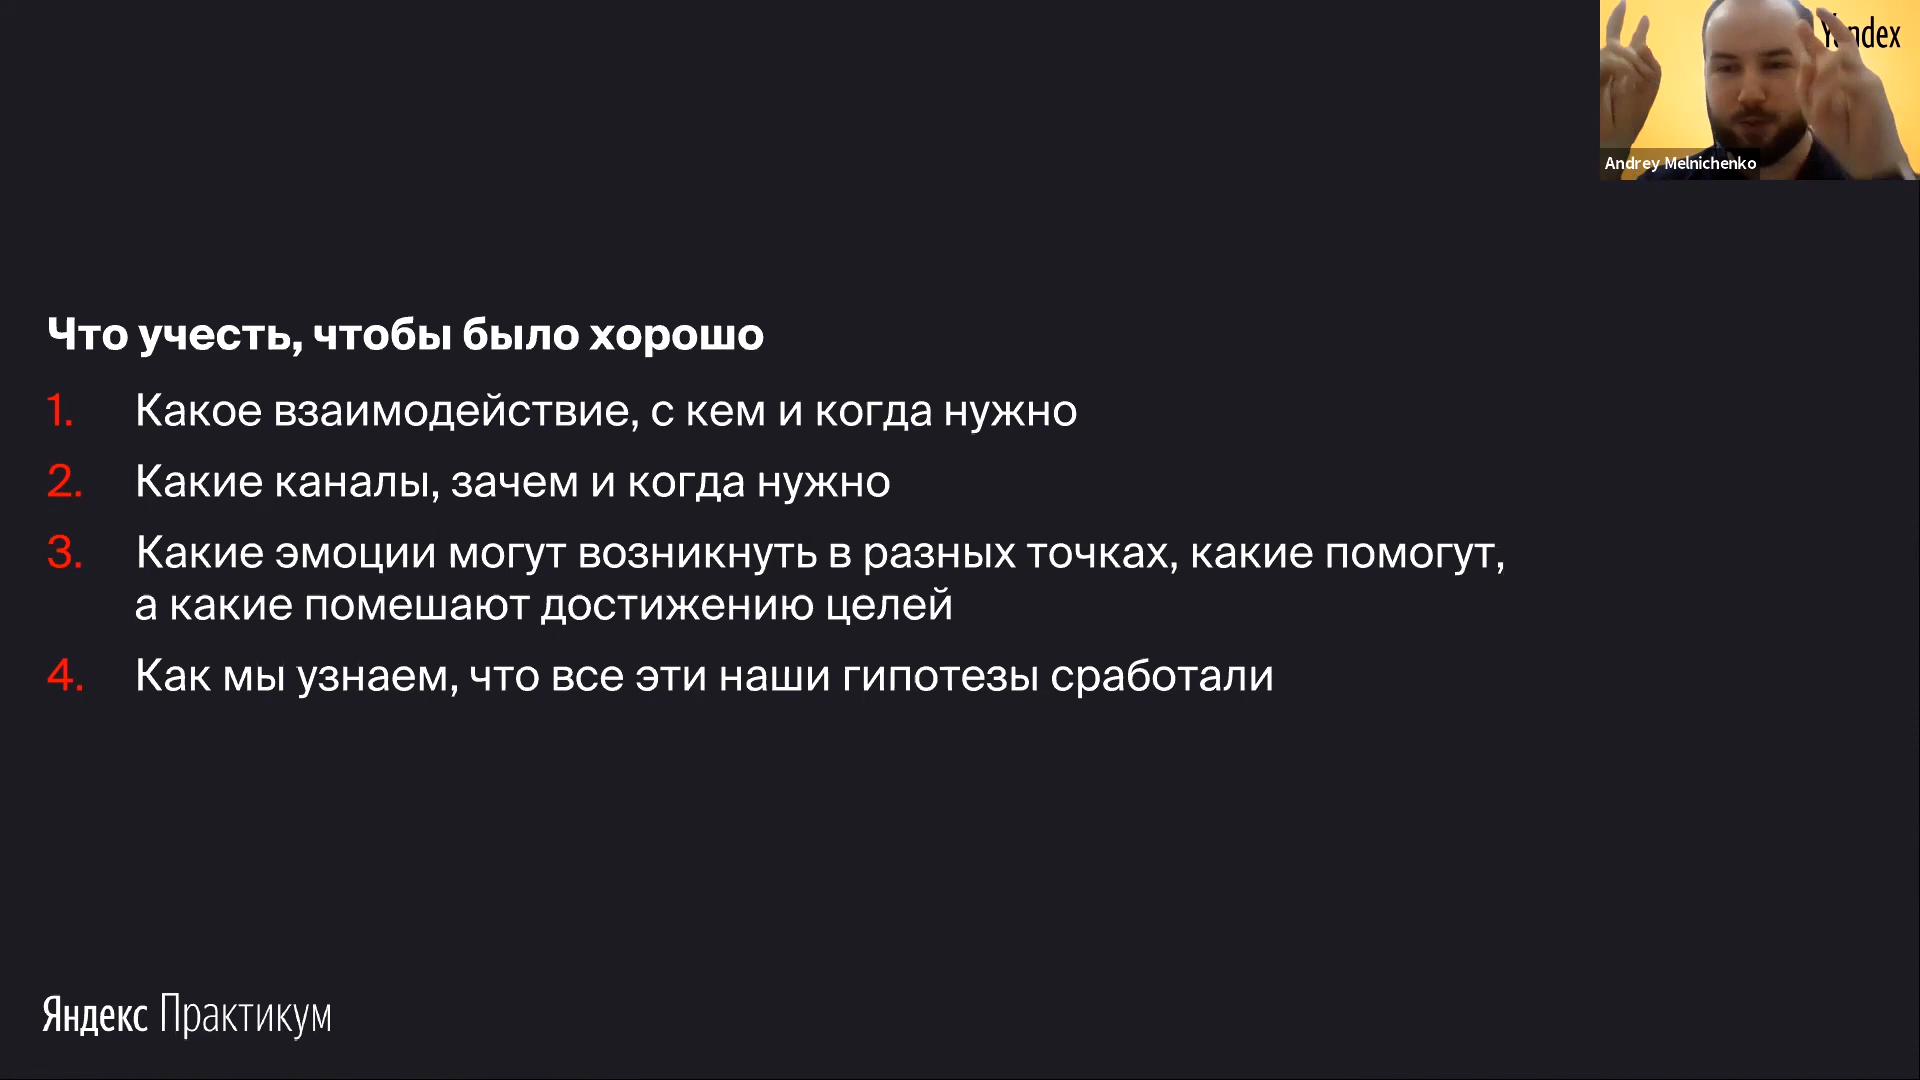 Yandex
Andrey Melnichenko
Что учесть, чтобы было хорошо
1. Какое взаимодействие, с кем и когда нужно
2. Какие каналы, зачем и когда нужно
3. Какие эмоции могут возникнуть в разных точках, какие помогут,
а какие помешают достижению целей
4. Как мы узнаем, что все эти наши гипотезы сработали
Яндекс Практикум